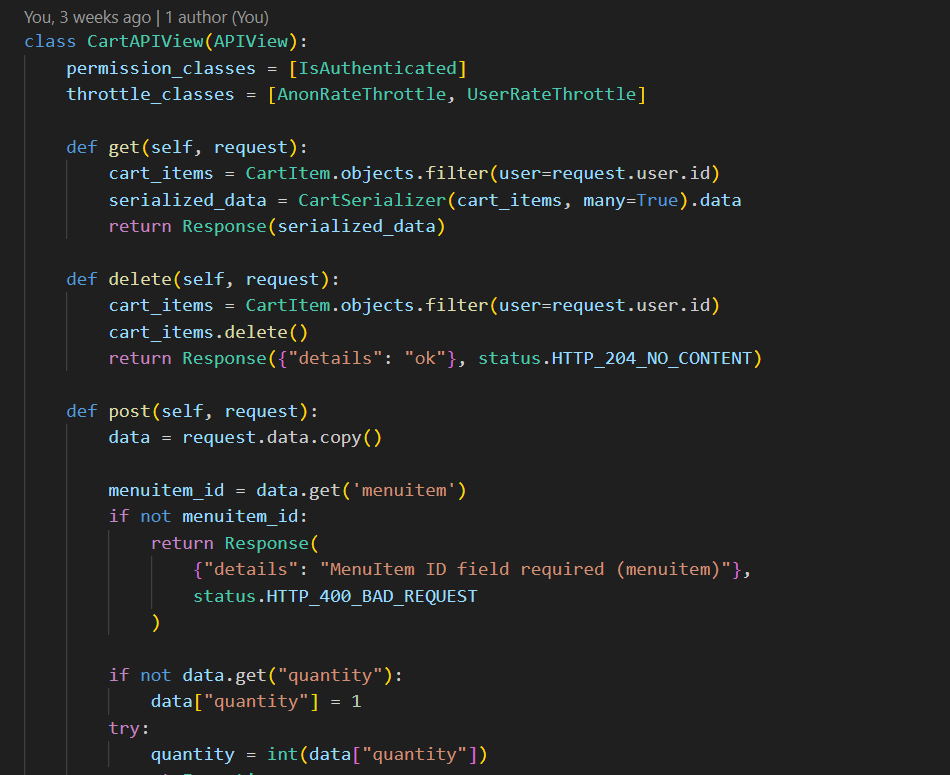 You, 3 weeks ago | 1 author (You)
class CartAPIView(APIView):
    permission_classes = [IsAuthenticated]
    throttle_classes = [AnonRateThrottle, UserRateThrottle]

    def get(self, request):
        cart_items = CartItem.objects.filter(user=request.user.id)
        serialized_data = CartSerializer(cart_items, many=True).data
        return Response(serialized_data)

    def delete(self, request):
        cart_items = CartItem.objects.filter(user=request.user.id)
        cart_items.delete()
        return Response({"details": "ok"}, status.HTTP_204_NO_CONTENT)

    def post(self, request):
        data = request.data.copy()

        menuitem_id = data.get('menuitem')
        if not menuitem_id:
            return Response(
                {"details": "MenuItem ID field required (menuitem)"},
                status.HTTP_400_BAD_REQUEST
            )

        if not data.get("quantity"):
            data["quantity"] = 1
        try:
            quantity = int(data["quantity"])